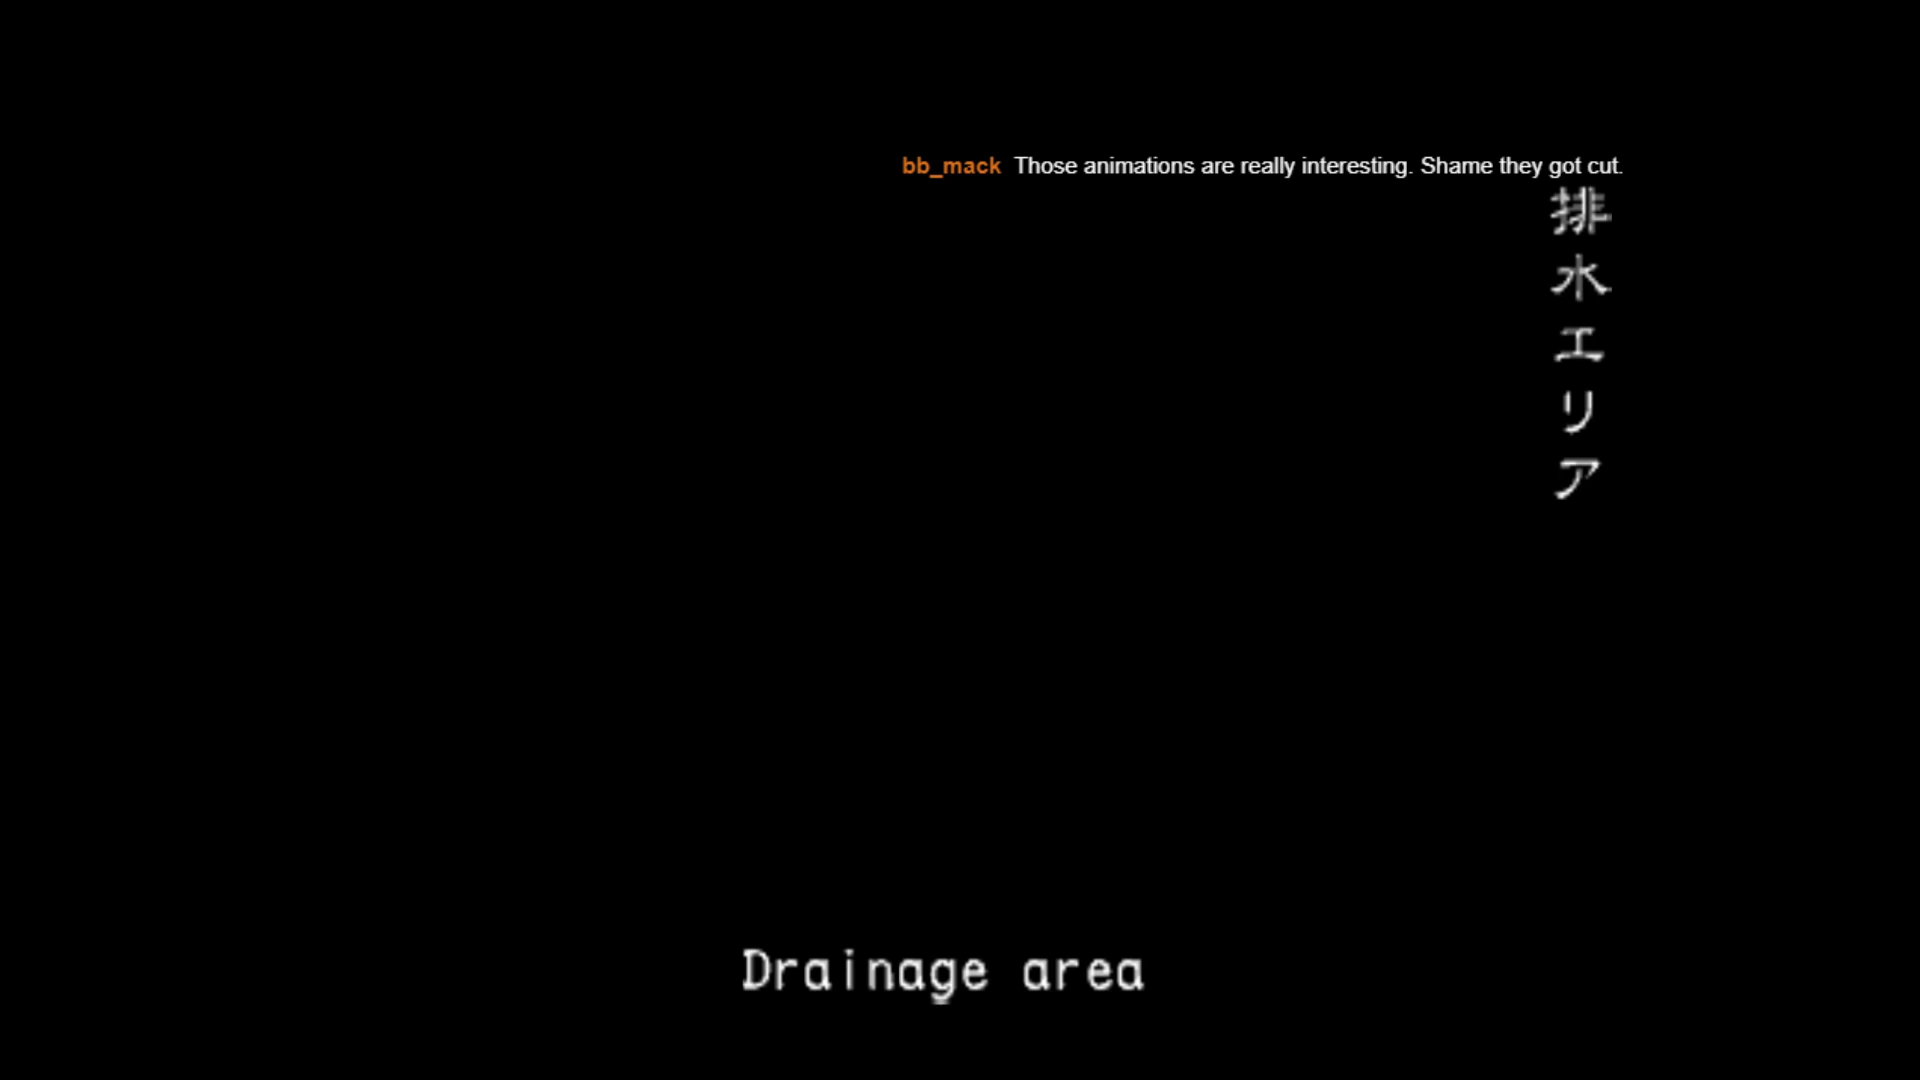 bb_mack Those animations are really interesting. Shame they got cut.
排水エリア
Drainage area